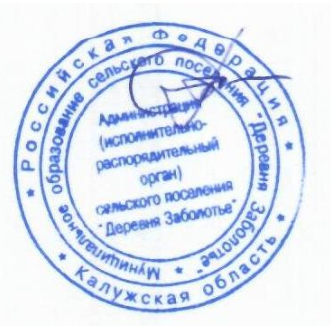 * Российская Федерация *
Калужская область
Муниципальное образование сельского поселения "Деревня Заболотье" *
Администрация
(исполнительно-
распорядительный
орган)
сельского поселения
"Деревня Заболотье"